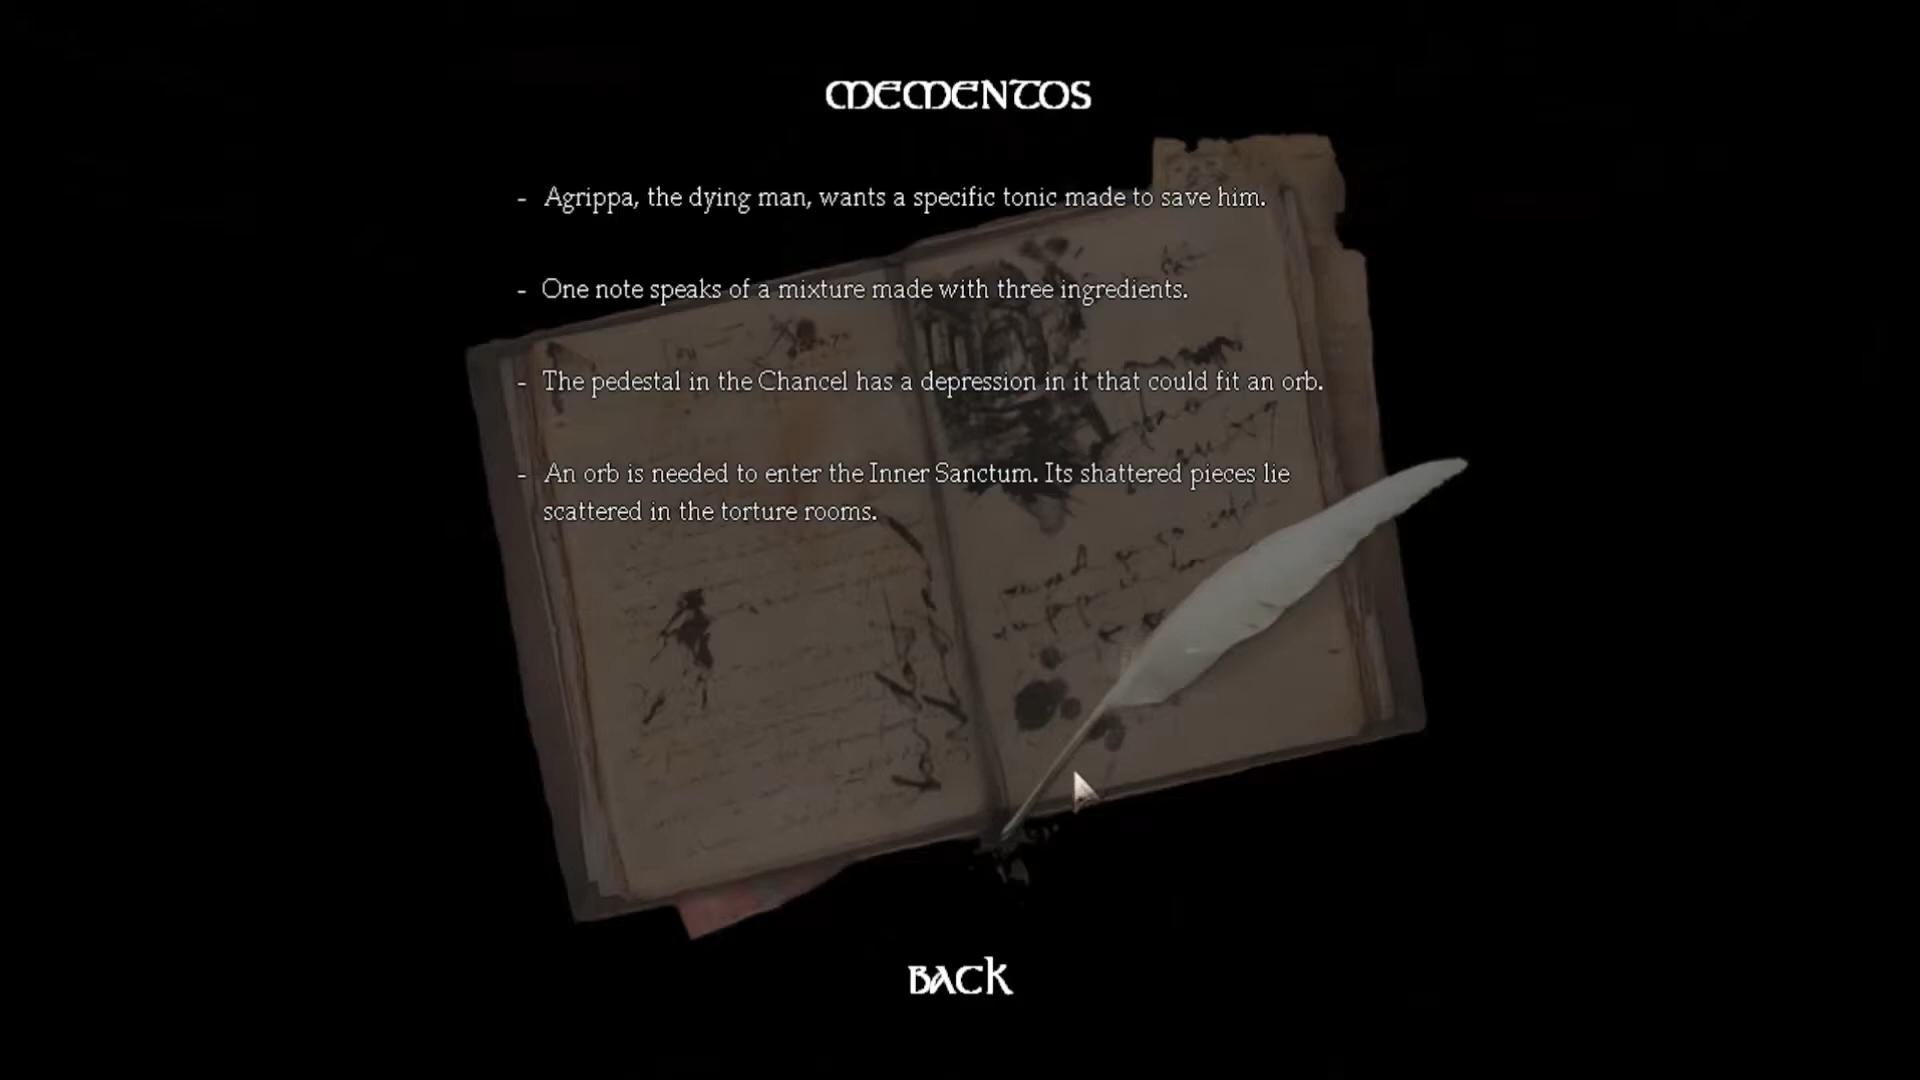 MEMENTOS
- Agrippa, the dying man, wants a specific tonic made to save him.
- One note speaks of a mixture made with three ingredients.
- The pedestal in the Chancel has a depression in it that could fit an orb.
- An orb is needed to enter the Inner Sanctum. Its shattered pieces lie
scattered in the torture rooms.
BACK